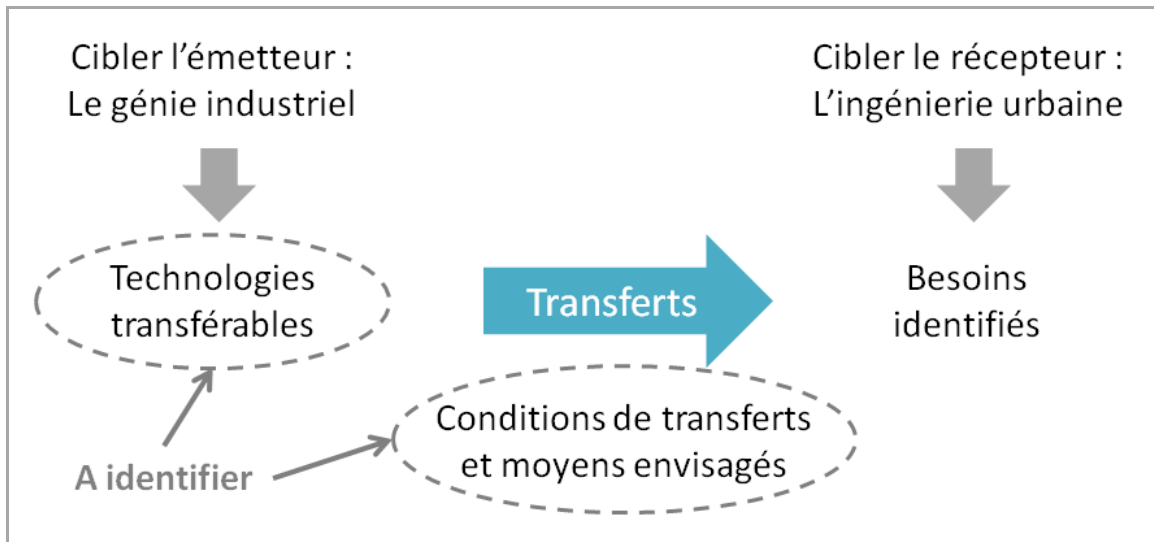 Cibler l’émetteur :
Le génie industriel
Cibler le récepteur :
L’ingénierie urbaine
Technologies
transférables
Transferts
Besoins
identifiés
Conditions de transferts
et moyens envisagés
A identifier